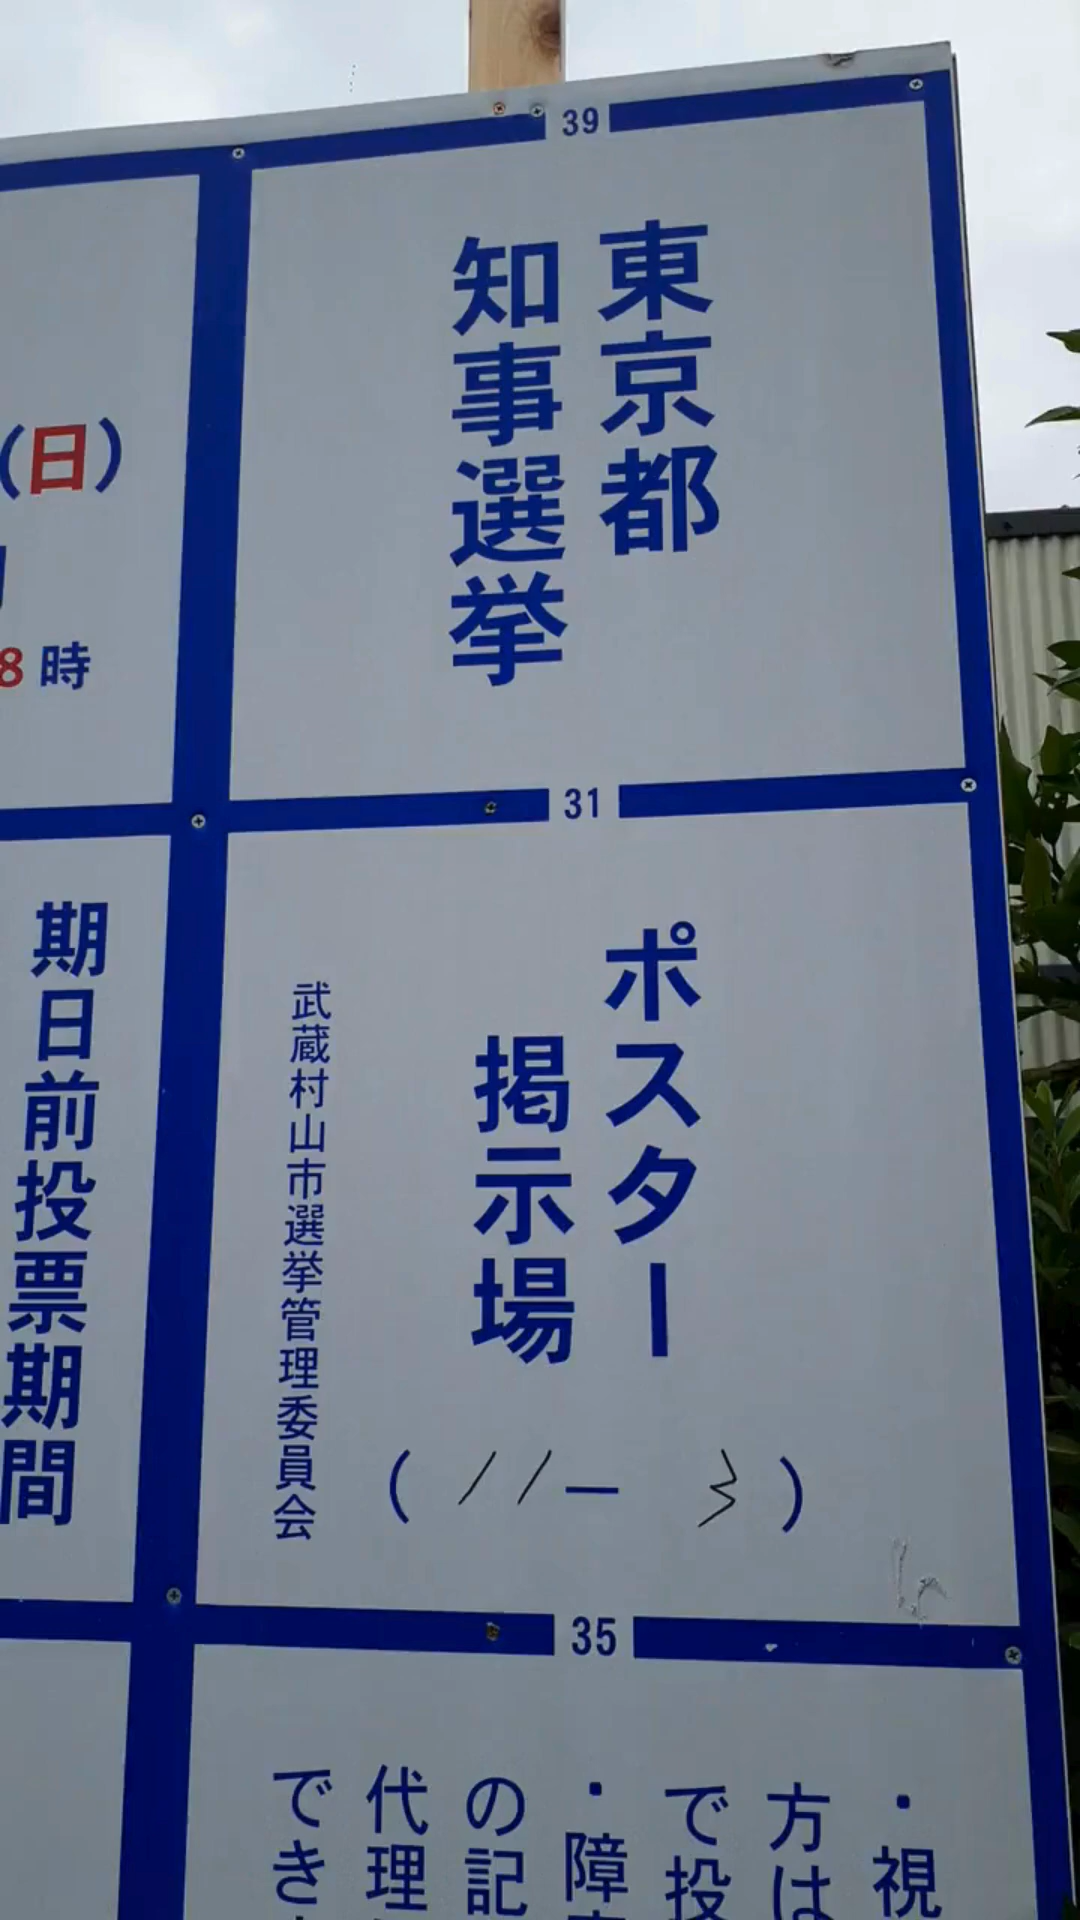 39
東京都
知事選挙
31
ポスター
掲示場
(11-3)
武蔵村山市選挙管理委員会
35
・視
方は
で投
・障
の記
代理
でき
(日)
8時
期日前投票期間